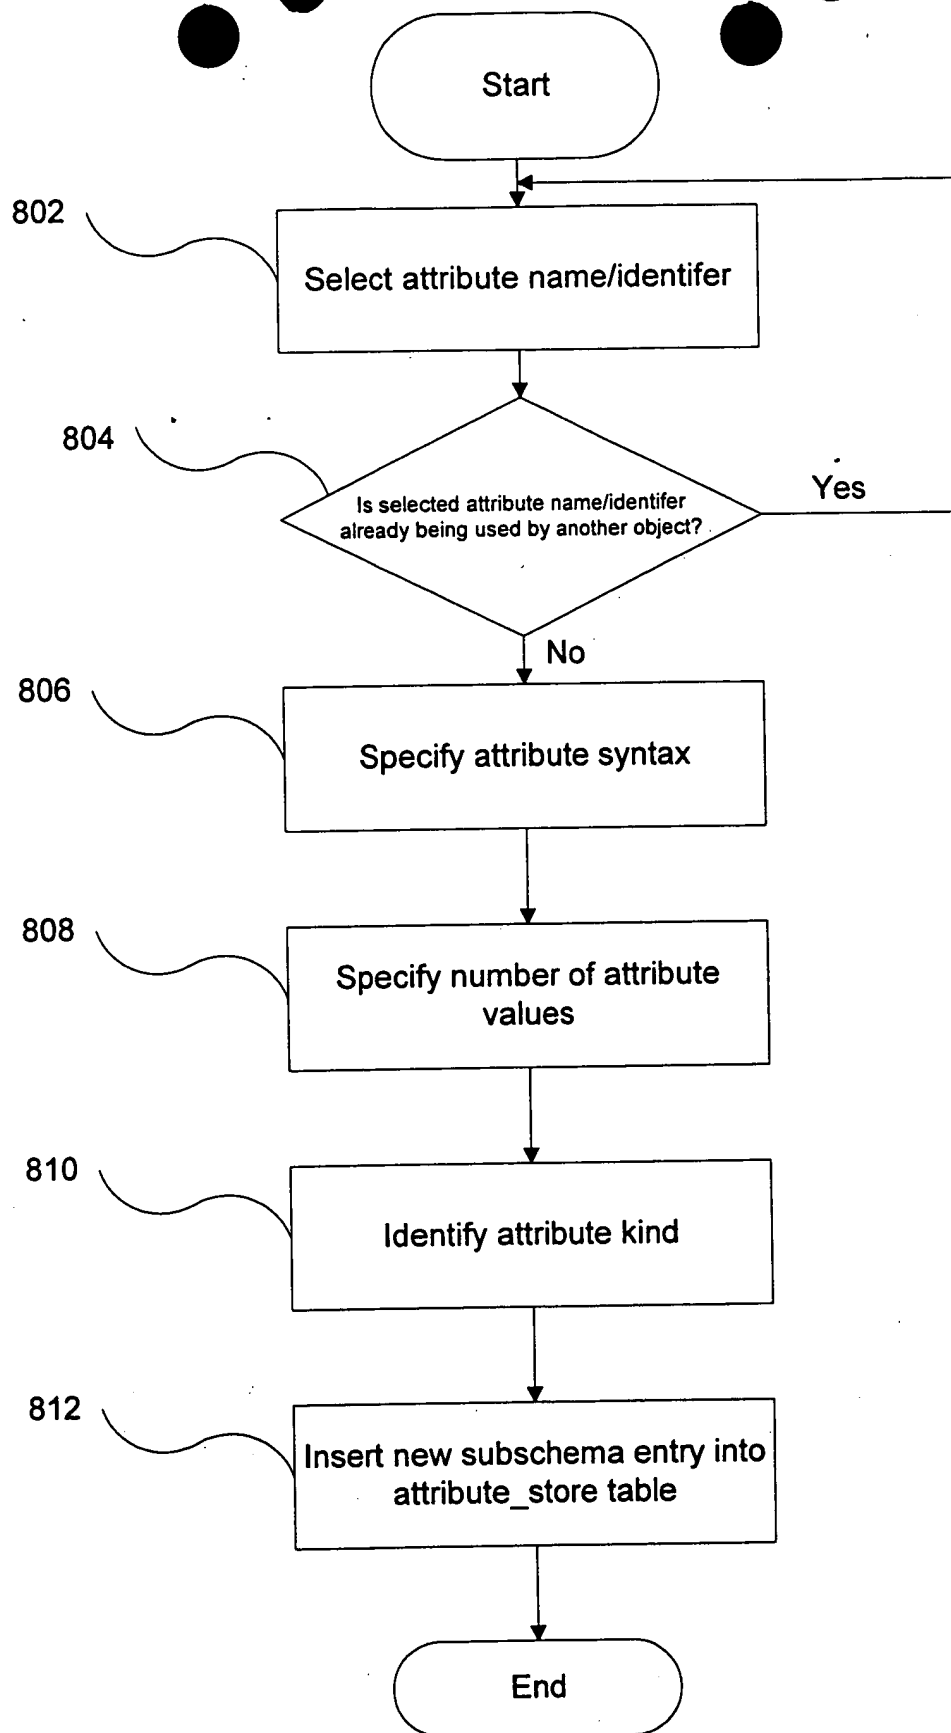 Start
802
Select attribute name/identifer
804
Is selected attribute name/identifer
already being used by another object?
Yes
No
806
Specify attribute syntax
808
Specify number of attribute
values
810
Identify attribute kind
812
Insert new subschema entry into
attribute_store table
End